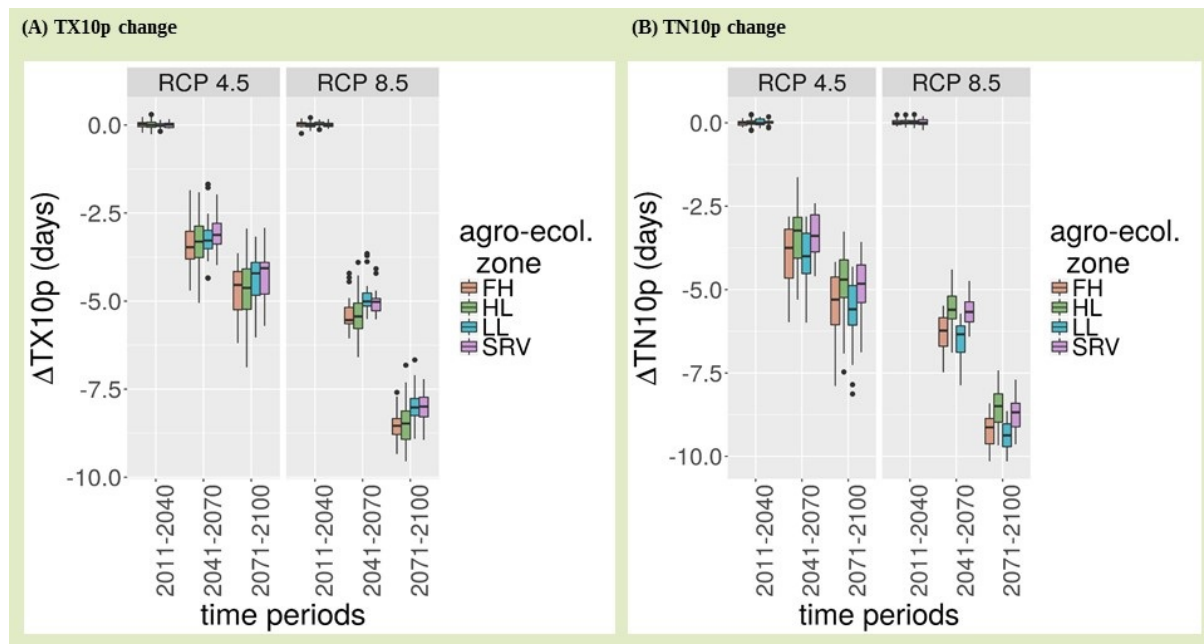 (A) TX10p change
RCP 4.5
RCP 8.5
ΔTX10p (days)
0.0
-2.5
-5.0
-7.5
-10.0
2011-2040
2041-2070
2071-2100
2011-2040
2041-2070
2071-2100
time periods
agro-ecol.
zone
FH
HL
LL
SRV
(B) TN10p change
RCP 4.5
RCP 8.5
ΔTN10p (days)
0.0
-2.5
-5.0
-7.5
-10.0
2011-2040
2041-2070
2071-2100
2011-2040
2041-2070
2071-2100
time periods
agro-ecol.
zone
FH
HL
LL
SRV